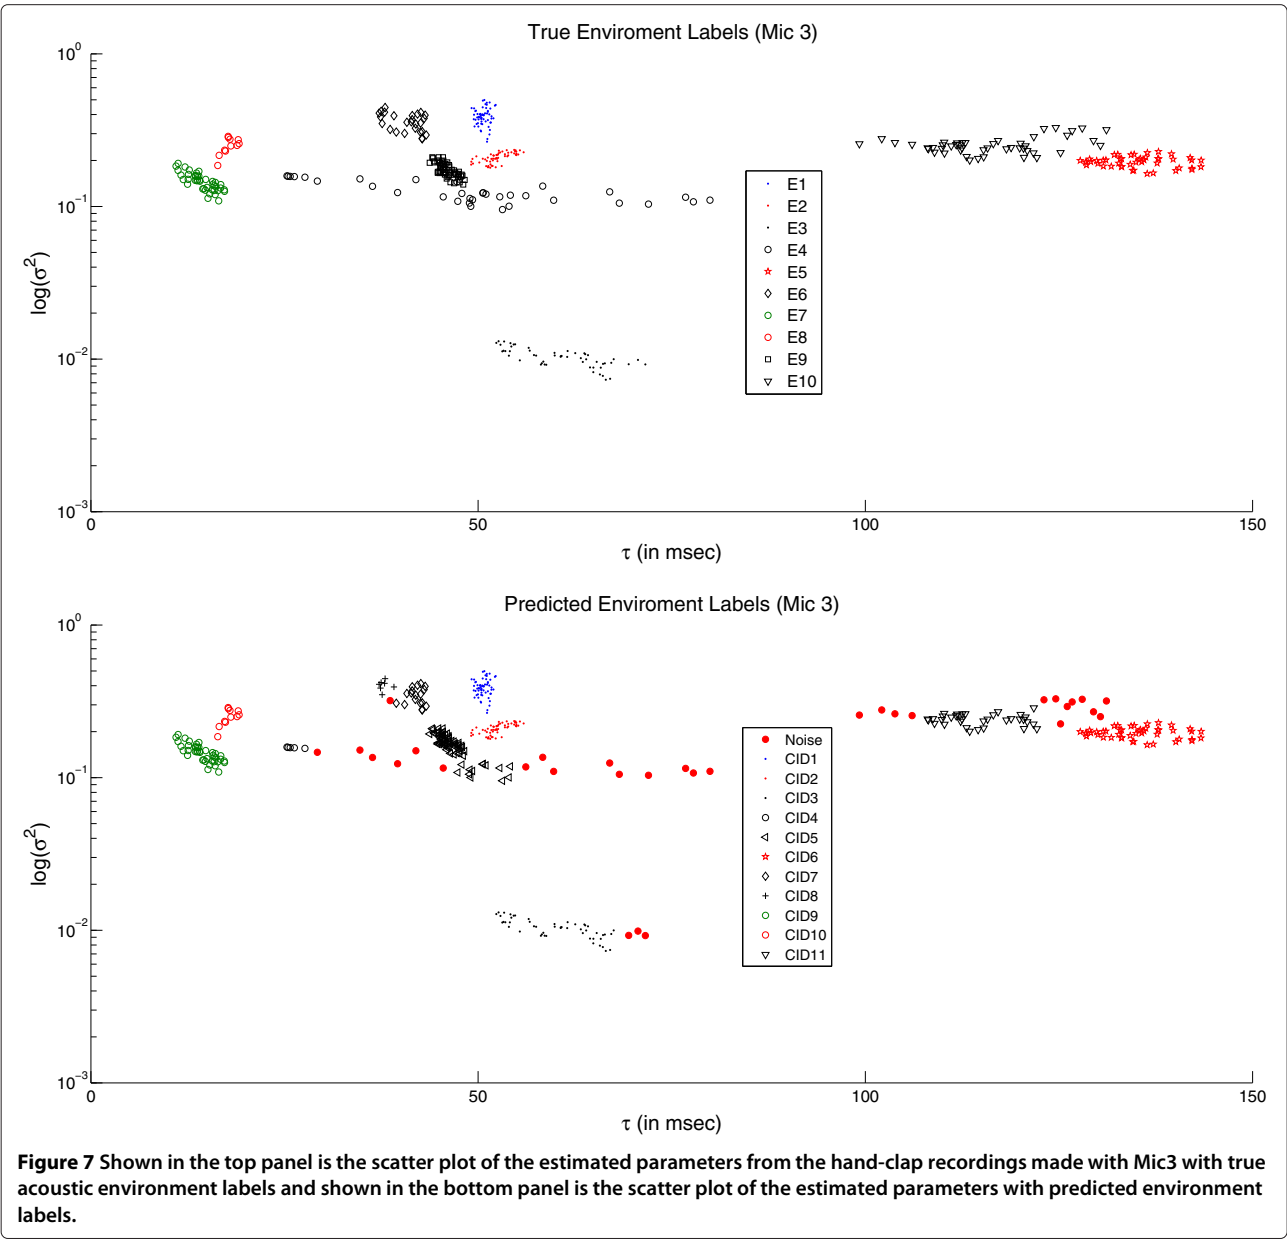 True Enviroment Labels (Mic 3)
10^0
10^-1
10^-2
10^-3
log(σ^2)
0
50
100
150
τ (in msec)
E1
E2
E3
E4
E5
E6
E7
E8
E9
E10
Predicted Enviroment Labels (Mic 3)
10^0
10^-1
10^-2
10^-3
log(σ^2)
0
50
100
150
τ (in msec)
Noise
CID1
CID2
CID3
CID4
CID5
CID6
CID7
CID8
CID9
CID10
CID11
Figure 7 Shown in the top panel is the scatter plot of the estimated parameters from the hand-clap recordings made with Mic3 with true
acoustic environment labels and shown in the bottom panel is the scatter plot of the estimated parameters with predicted environment
labels.